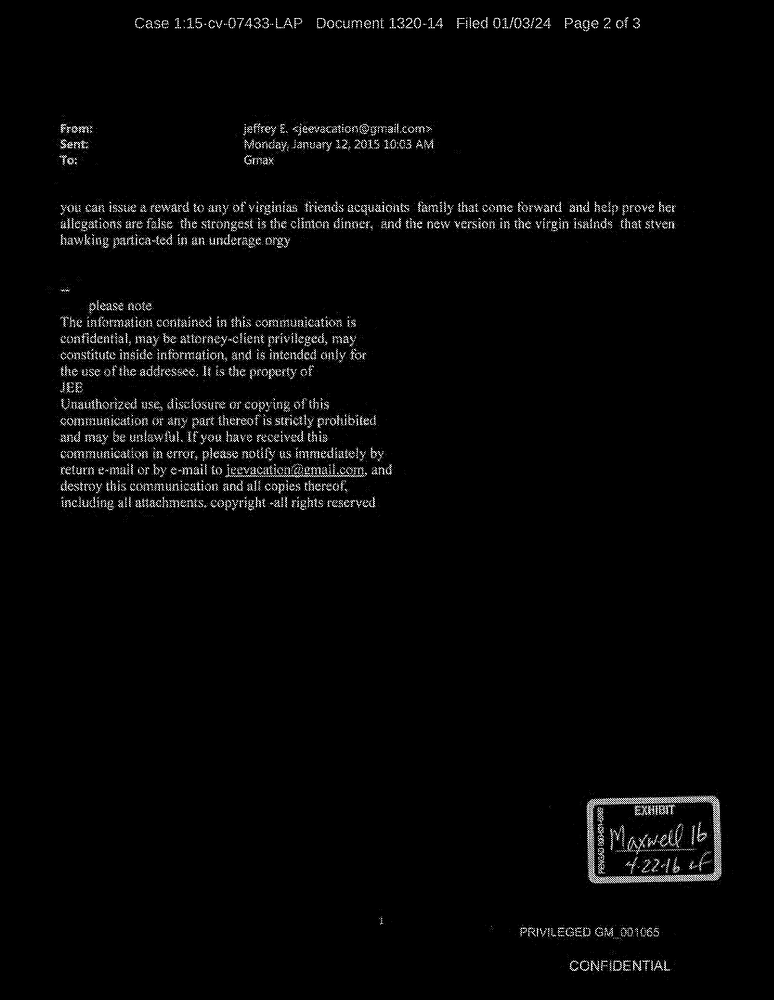 Case 1:15-cv-07433-LAP Document 1320-14 Filed 01/03/24 Page 2 of 3
From: jeffrey E. <jeevacation@gmail.com>
Sent: Monday, January 12, 2015 10:03 AM
To: Gmax
you can issue a reward to any of virginias friends acquaionts family that come forward and help prove her
allegations are false the strongest is the clinton dinner, and the new version in the virgin isalnds that stven
hawking partica-ted in an underage orgy
--
please note
The information contained in this communication is
confidential, may be attorney-client privileged, may
constitute inside information, and is intended only for
the use of the addressee. It is the property of
JEE
Unauthorized use, disclosure or copying of this
communication or any part thereof is strictly prohibited
and may be unlawful. If you have received this
communication in error, please notify us immediately by
return e-mail or by e-mail to jeevacation@gmail.com, and
destroy this communication and all copies thereof,
including all attachments. copyright -all rights reserved
EXHIBIT
Maxwell 16
4-22-16
1
PRIVILEGED GM_001065
CONFIDENTIAL